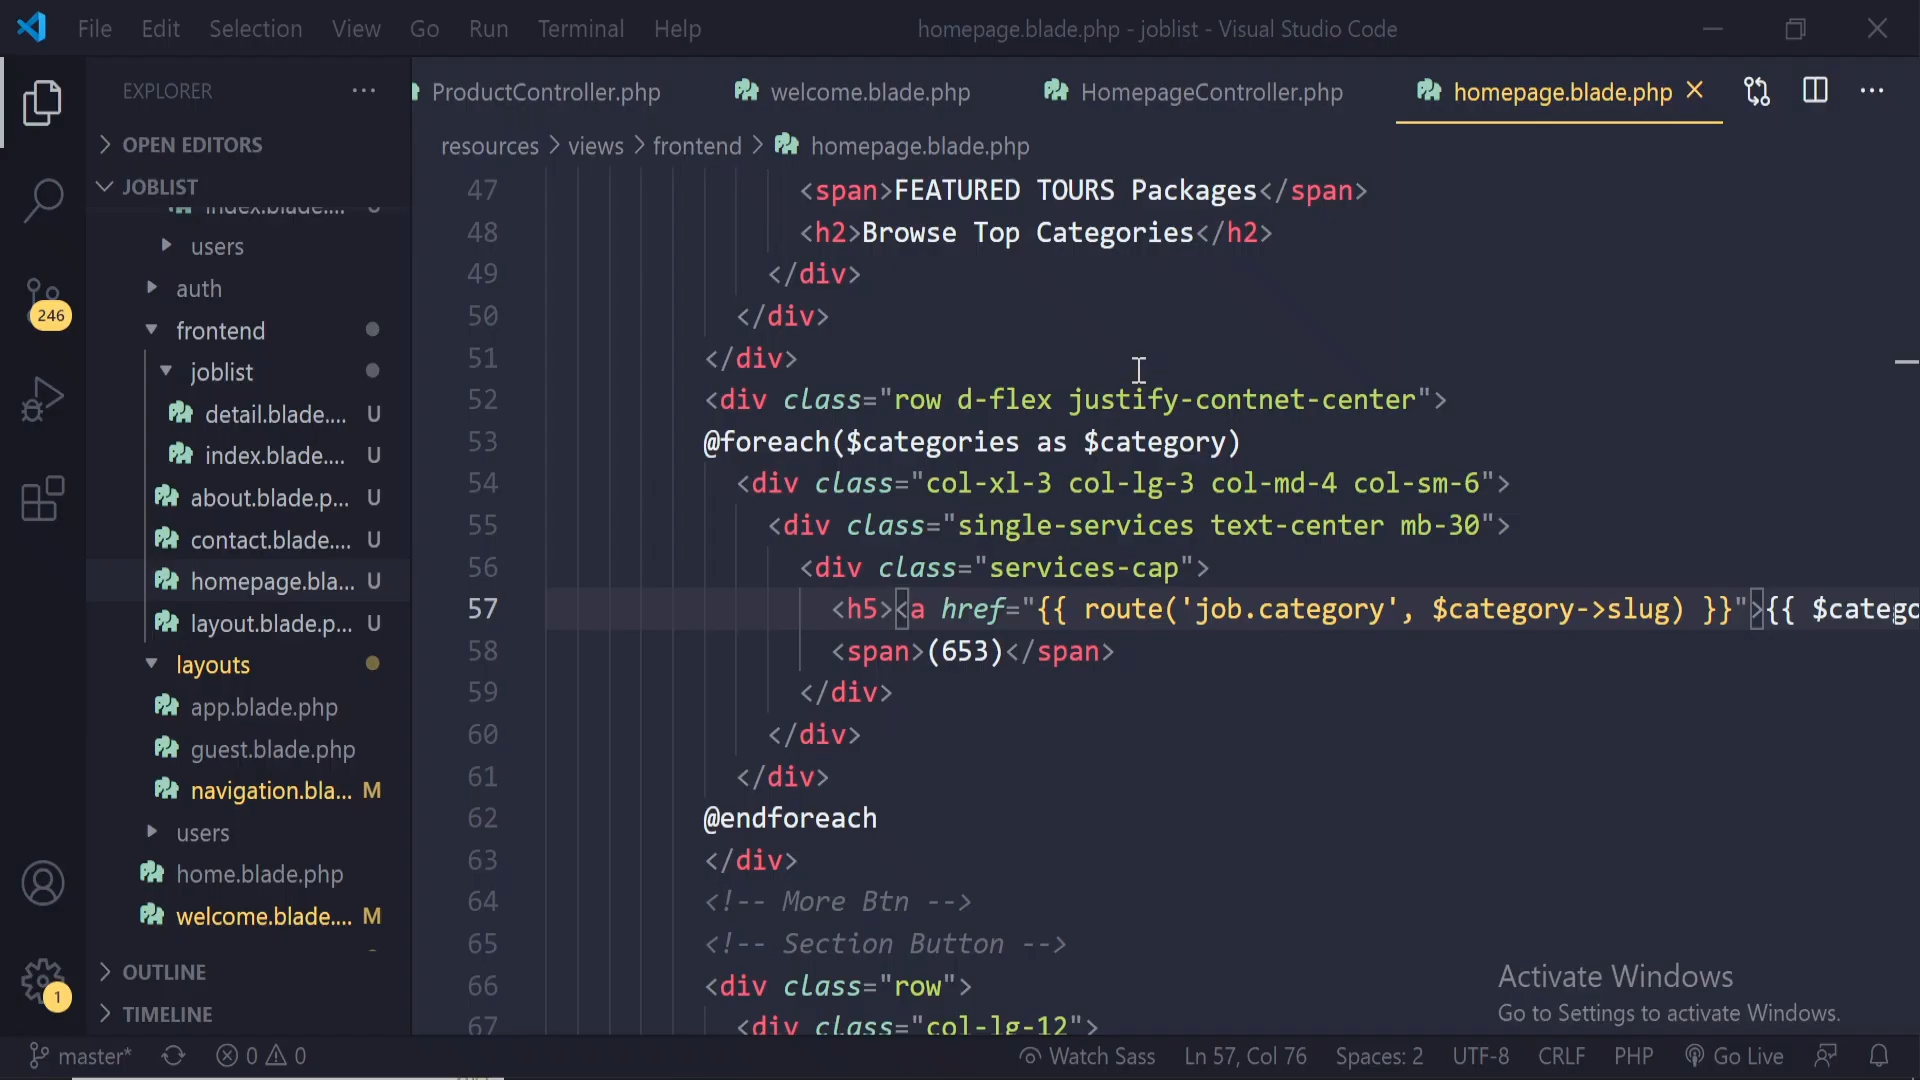 File Edit Selection View Go Run Terminal Help homepage.blade.php - joblist - Visual Studio Code
EXPLORER
OPEN EDITORS
JOBLIST
index.blade....
users
auth
frontend
joblist
detail.blade.... U
index.blade.... U
about.blade.p... U
contact.blade.... U
homepage.bla... U
layout.blade.p... U
layouts
app.blade.php
guest.blade.php
navigation.bla... M
users
home.blade.php
welcome.blade.... M
OUTLINE
TIMELINE
246
1
ProductController.php welcome.blade.php HomepageController.php homepage.blade.php
resources > views > frontend > homepage.blade.php
47 <span>FEATURED TOURS Packages</span>
48 <h2>Browse Top Categories</h2>
49 </div>
50 </div>
51 </div>
52 <div class="row d-flex justify-contnet-center">
53 @foreach($categories as $category)
54 <div class="col-xl-3 col-lg-3 col-md-4 col-sm-6">
55 <div class="single-services text-center mb-30">
56 <div class="services-cap">
57 <h5><a href="{{ route('job.category', $category->slug) }}">{{ $catego
58 <span>(653)</span>
59 </div>
60 </div>
61 </div>
62 @endforeach
63 </div>
64 <!-- More Btn -->
65 <!-- Section Button -->
66 <div class="row">
67 <div class="col-lg-12">
Activate Windows
Go to Settings to activate Windows.
master* 0 0 Watch Sass Ln 57, Col 76 Spaces: 2 UTF-8 CRLF PHP Go Live